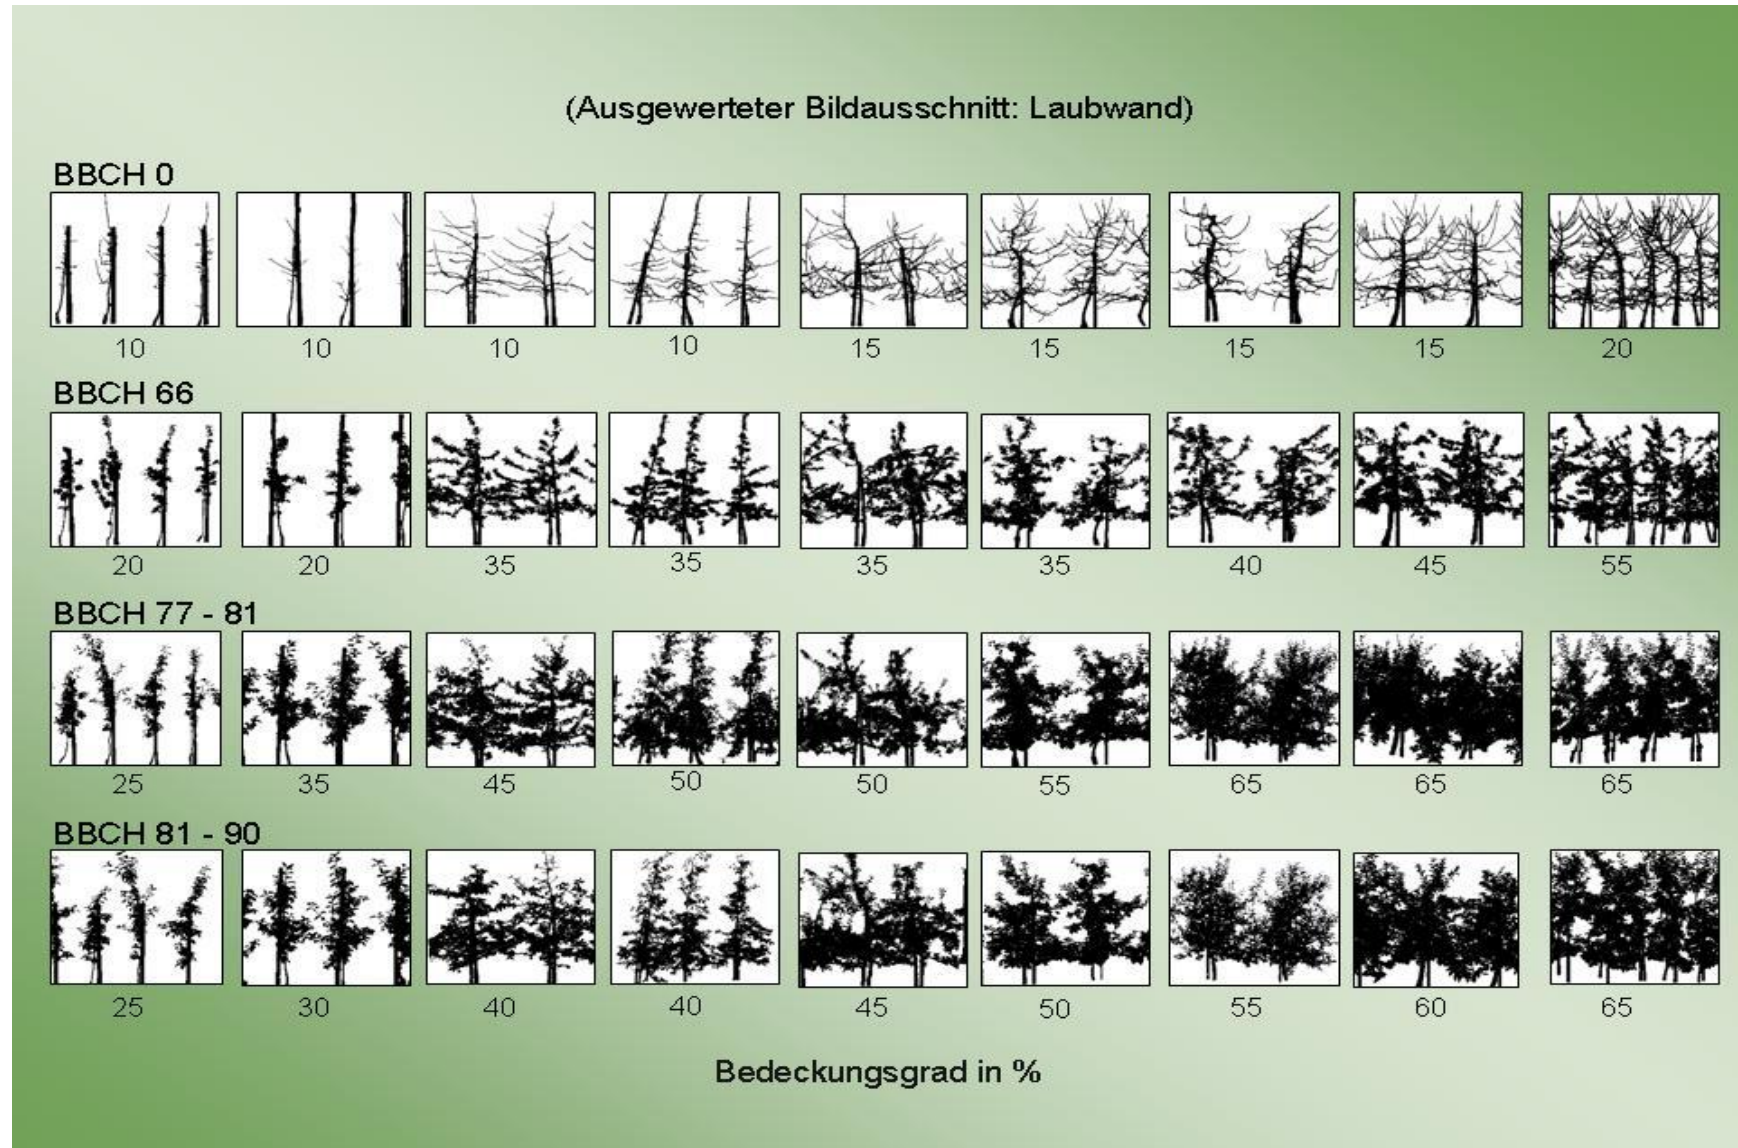 (Ausgewerteter Bildausschnitt: Laubwand)
BBCH 0
10 10 10 10 15 15 15 15 20
BBCH 66
20 20 35 35 35 35 40 45 55
BBCH 77 - 81
25 35 45 50 50 55 65 65 65
BBCH 81 - 90
25 30 40 40 45 50 55 60 65
Bedeckungsgrad in %